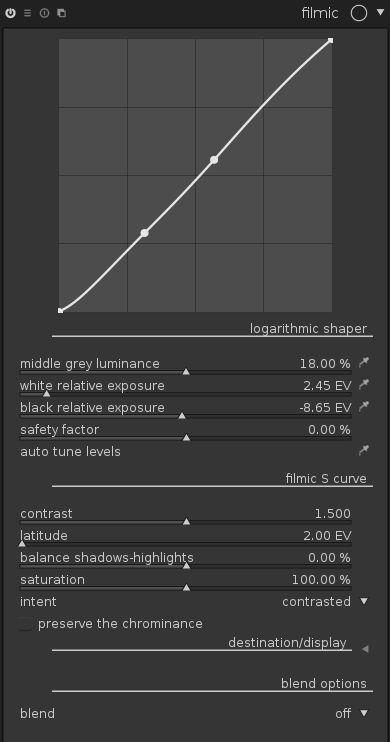 filmic
logarithmic shaper
middle grey luminance 18.00 %
white relative exposure 2.45 EV
black relative exposure -8.65 EV
safety factor 0.00 %
auto tune levels
filmic S curve
contrast 1.500
latitude 2.00 EV
balance shadows-highlights 0.00 %
saturation 100.00 %
intent contrasted
preserve the chrominance
destination/display
blend options
blend off